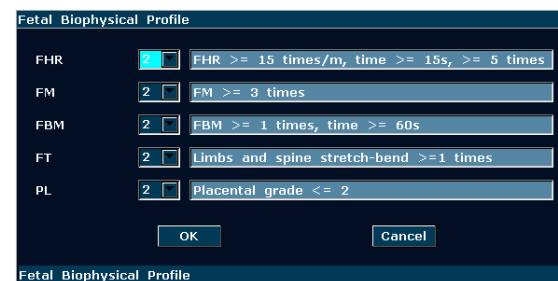 Fetal Biophysical Profile
FHR 2 FHR >= 15 times/m, time >= 15s, >= 5 times
FM 2 FM >= 3 times
FBM 2 FBM >= 1 times, time >= 60s
FT 2 Limbs and spine stretch-bend >=1 times
PL 2 Placental grade <= 2
OK Cancel
Fetal Biophysical Profile